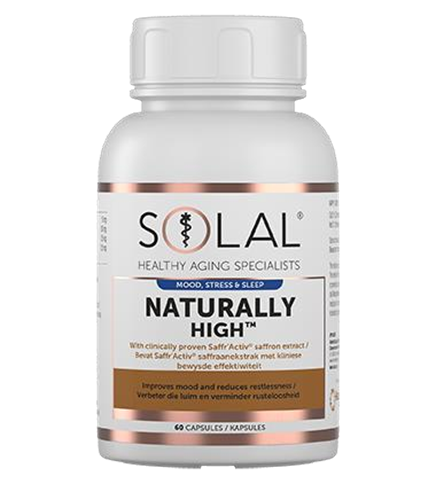 SOLAL®
HEALTHY AGING SPECIALISTS
MOOD, STRESS & SLEEP
NATURALLY
HIGH™
With clinically proven Saffr'Activ® saffron extract /
Bevat Saffr'Activ® saffraanekstrak met kliniese
bewysde effektiwiteit
Improves mood and reduces restlessness /
Verbeter die luim en verminder rusteloosheid
60 CAPSULES / KAPSULES